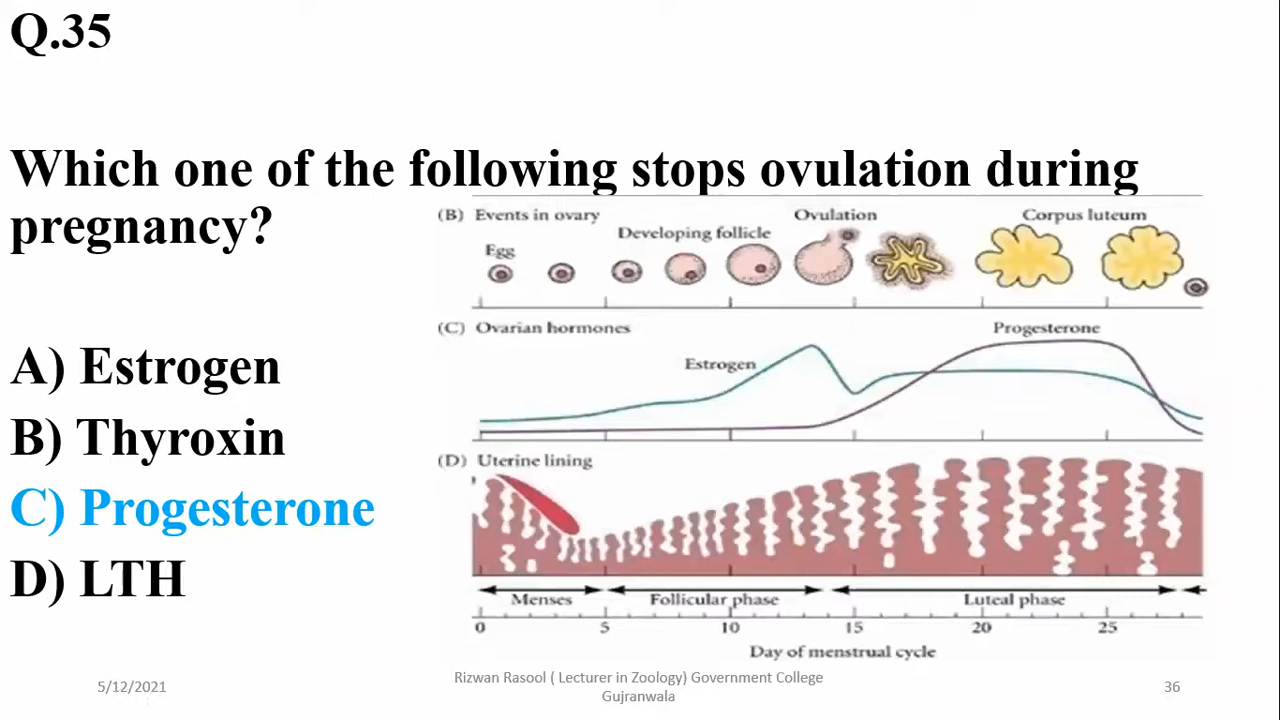 Q.35
Which one of the following stops ovulation during
pregnancy?
A) Estrogen
B) Thyroxin
C) Progesterone
D) LTH
(B) Events in ovary
Ovulation
Corpus luteum
Developing follicle
Egg
(C) Ovarian hormones
Progesterone
Estrogen
(D) Uterine lining
Menses
Follicular phase
Luteal phase
0 5 10 15 20 25
Day of menstrual cycle
5/12/2021
Rizwan Rasool ( Lecturer in Zoology) Government College
Gujranwala
36